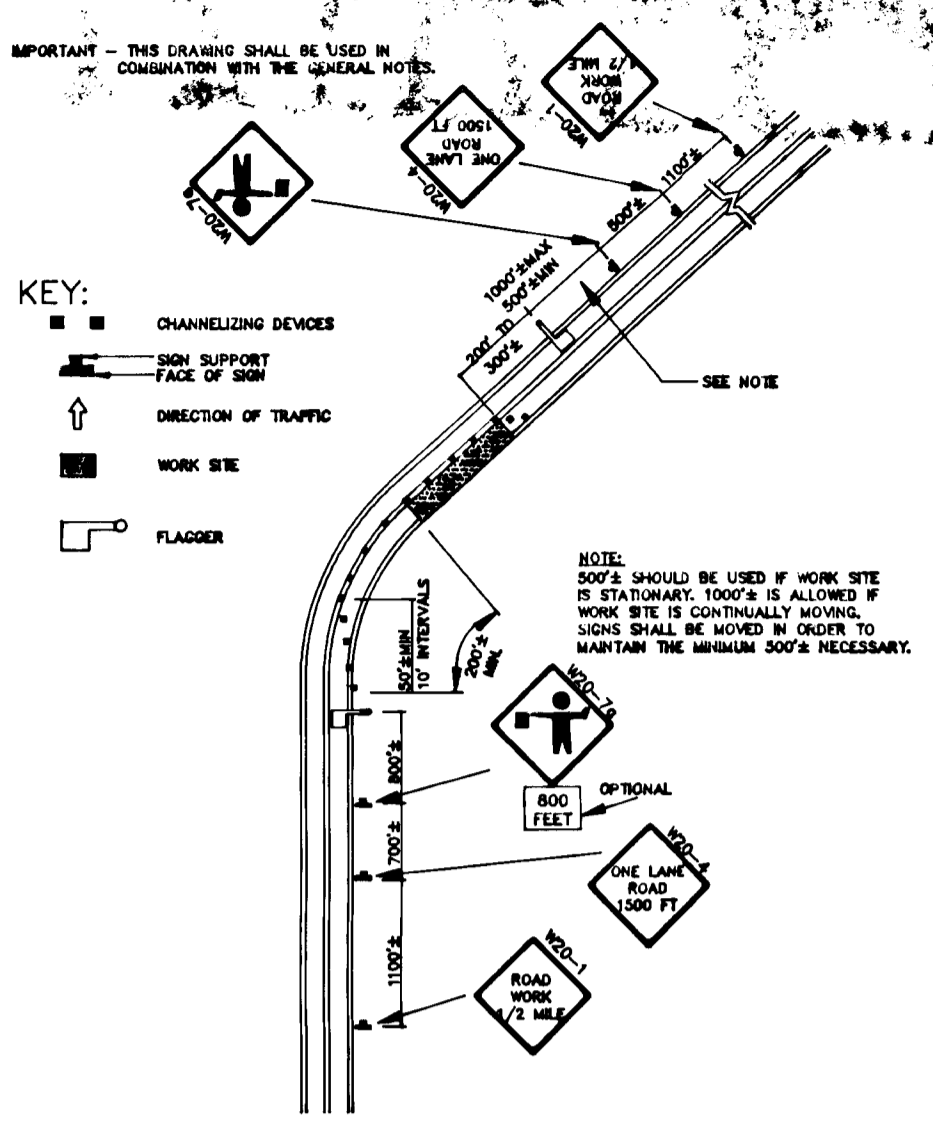 IMPORTANT - THIS DRAWING SHALL BE USED IN
COMBINATION WITH THE GENERAL NOTES.
ROAD
WORK
1/2 MILE
W20-1
ONE LANE
ROAD
1500 FT
W20-4
W20-7a
1100'±
500'±
1000'±MAX
500'±MIN
200' TO
300'±
SEE NOTE
KEY:
CHANNELIZING DEVICES
SIGN SUPPORT
FACE OF SIGN
DIRECTION OF TRAFFIC
WORK SITE
FLAGGER
NOTE:
500'± SHOULD BE USED IF WORK SITE
IS STATIONARY. 1000'± IS ALLOWED IF
WORK SITE IS CONTINUALLY MOVING.
SIGNS SHALL BE MOVED IN ORDER TO
MAINTAIN THE MINIMUM 500'± NECESSARY.
50'±MIN
10' INTERVALS
200'±
MIN.
W20-7a
800
FEET
OPTIONAL
800'±
700'±
1100'±
W20-4
ONE LANE
ROAD
1500 FT
W20-1
ROAD
WORK
1/2 MILE